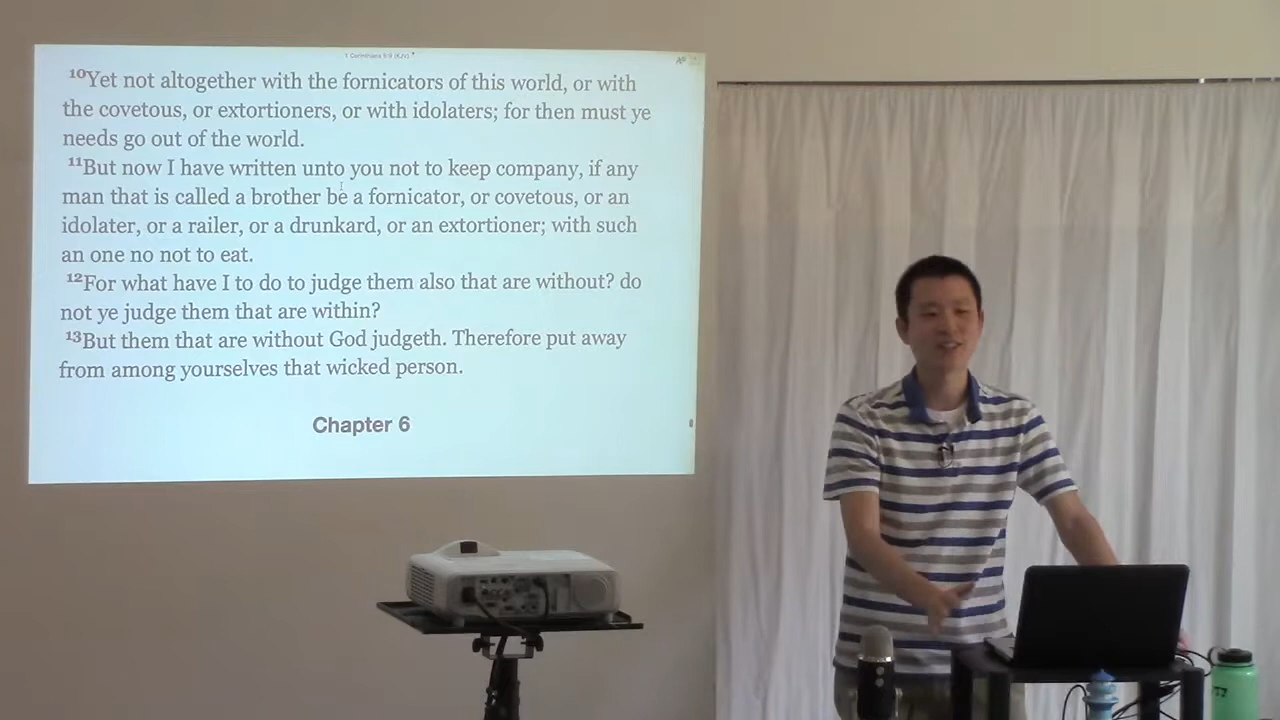 1 Corinthians 5:9 (KJV)
10Yet not altogether with the fornicators of this world, or with
the covetous, or extortioners, or with idolaters; for then must ye
needs go out of the world.
11But now I have written unto you not to keep company, if any
man that is called a brother be a fornicator, or covetous, or an
idolater, or a railer, or a drunkard, or an extortioner; with such
an one no not to eat.
12For what have I to do to judge them also that are without? do
not ye judge them that are within?
13But them that are without God judgeth. Therefore put away
from among yourselves that wicked person.
Chapter 6